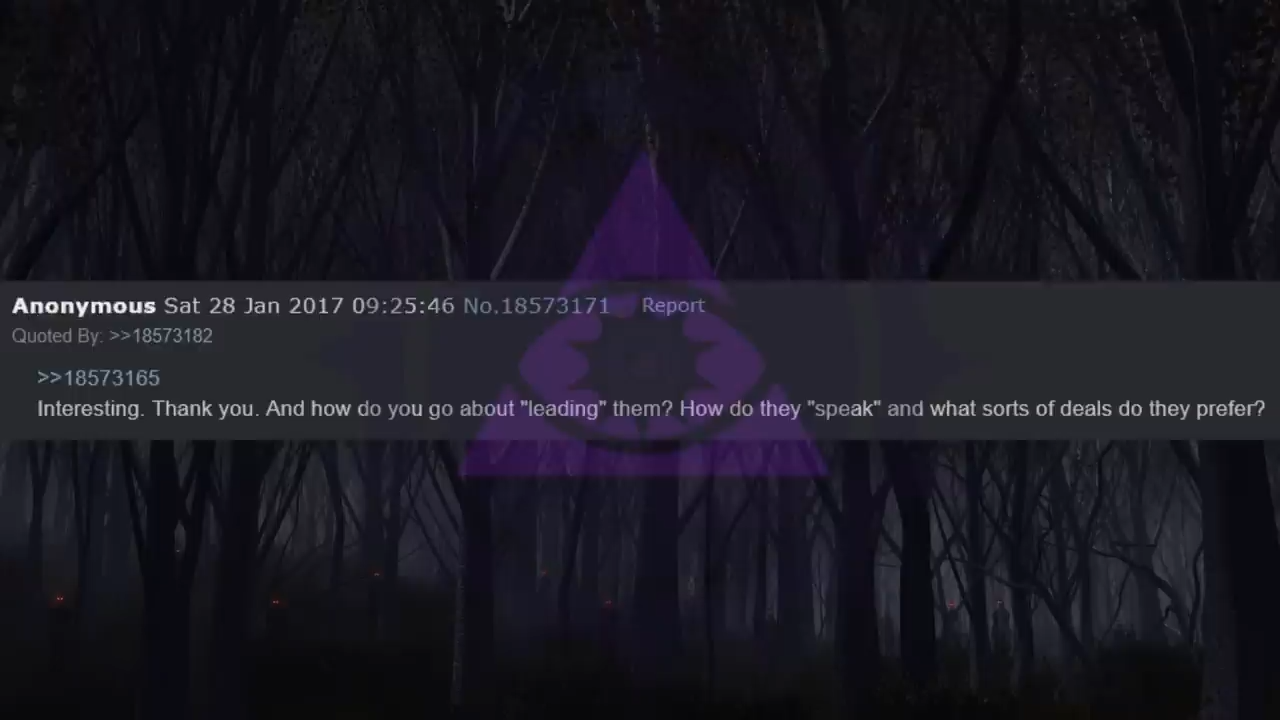 Anonymous Sat 28 Jan 2017 09:25:46 No.18573171 Report
Quoted By: >>18573182
>>18573165
Interesting. Thank you. And how do you go about "leading" them? How do they "speak" and what sorts of deals do they prefer?